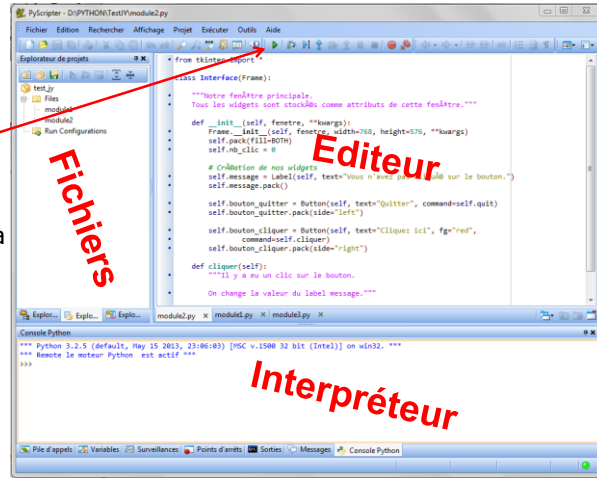 PyScripter - D:\PYTHON\TestJY\module2.py
Fichier Edition Rechercher Affichage Projet Exécuter Outils Aide
Explorateur de projets
test_jy
Files
module1
module2
Run Configurations
Fichiers
a
from tkinter import *
class Interface(Frame):
"""Notre fenÃªtre principale.
Tous les widgets sont stockÃ©s comme attributs de cette fenÃªtre."""
def __init__(self, fenetre, **kwargs):
Frame.__init__(self, fenetre, width=768, height=576, **kwargs)
self.pack(fill=BOTH)
self.nb_clic = 0
Editeur
# CrÃ©ation de nos widgets
self.message = Label(self, text="Vous n'avez pas sur le bouton.")
self.message.pack()
self.bouton_quitter = Button(self, text="Quitter", command=self.quit)
self.bouton_quitter.pack(side="left")
self.bouton_cliquer = Button(self, text="Cliquez ici", fg="red",
command=self.cliquer)
self.bouton_cliquer.pack(side="right")
def cliquer(self):
"""Il y a eu un clic sur le bouton.
On change la valeur du label message."""
Explor... Explo... Explo...
module2.py module1.py module3.py
Console Python
*** Python 3.2.5 (default, May 15 2013, 23:06:03) [MSC v.1500 32 bit (Intel)] on win32. ***
*** Remote le moteur Python est actif ***
>>>
Interpréteur
Pile d'appels Variables Surveillances Points d'arrêts Sorties Messages Console Python